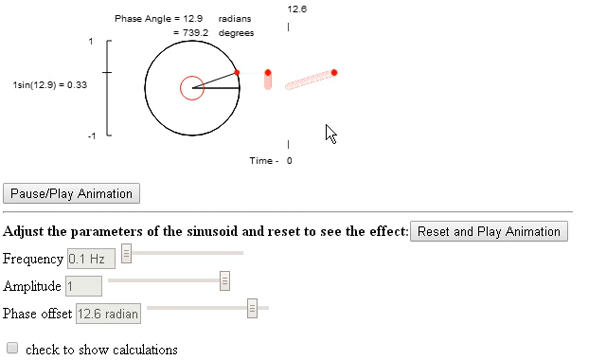 12.6
Phase Angle = 12.9 radians
= 739.2 degrees
1
1sin(12.9) = 0.33
-1
Time - 0
Pause/Play Animation
Adjust the parameters of the sinusoid and reset to see the effect: Reset and Play Animation
Frequency 0.1 Hz
Amplitude 1
Phase offset 12.6 radian
check to show calculations